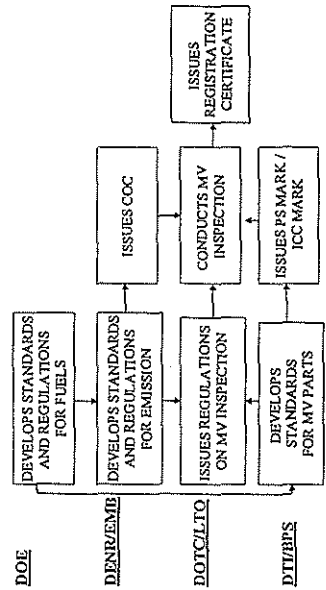 DOE
DEVELOPS STANDARDS
AND REGULATIONS
FOR FUELS
DENR/EMB
DEVELOPS STANDARDS
AND REGULATIONS
FOR EMISSION
ISSUES COC
DOTC/LTO
ISSUES REGULATIONS
ON MV INSPECTION
CONDUCTS MV
INSPECTION
ISSUES
REGISTRATION
CERTIFICATE
DTI/BPS
DEVELOPS
STANDARDS
FOR MV PARTS
ISSUES PS MARK /
ICC MARK